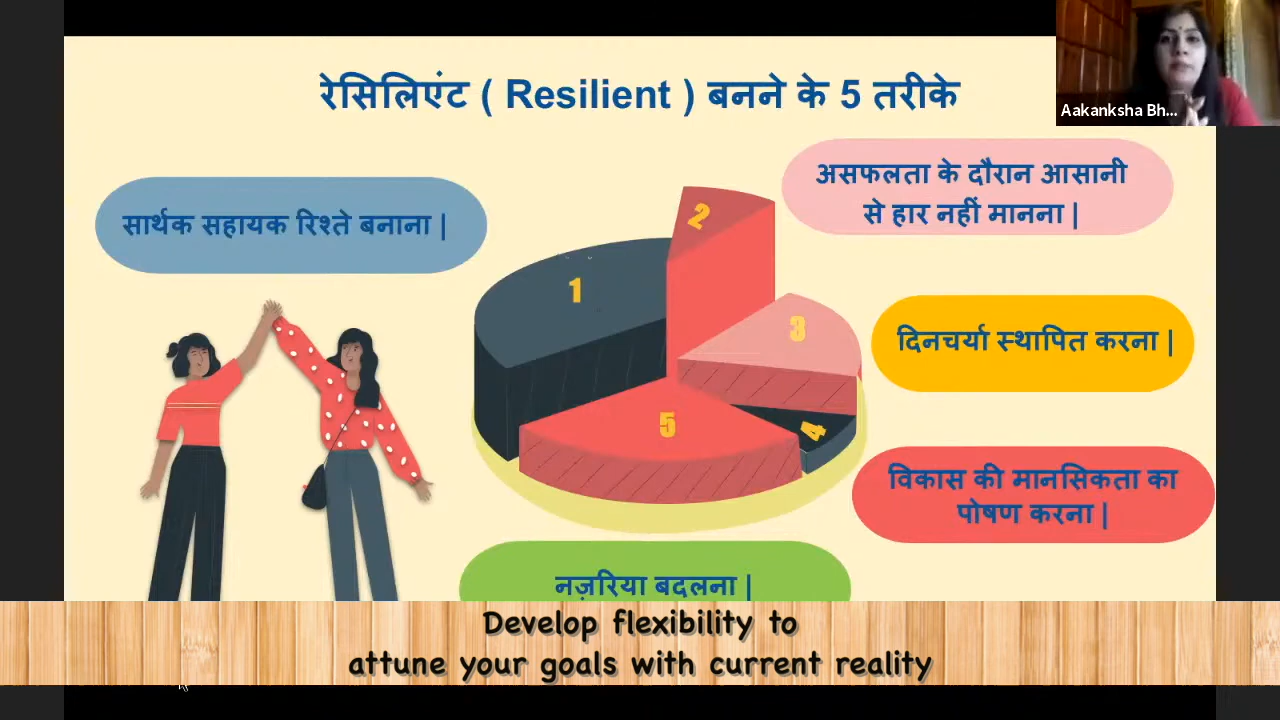 रेसिलिएंट ( Resilient ) बनने के 5 तरीके
Aakanksha Bh...
सार्थक सहायक रिश्ते बनाना |
असफलता के दौरान आसानी
से हार नहीं मानना |
दिनचर्या स्थापित करना |
विकास की मानसिकता का
पोषण करना |
नज़रिया बदलना |
1
2
3
4
5
Develop flexibility to
attune your goals with current reality